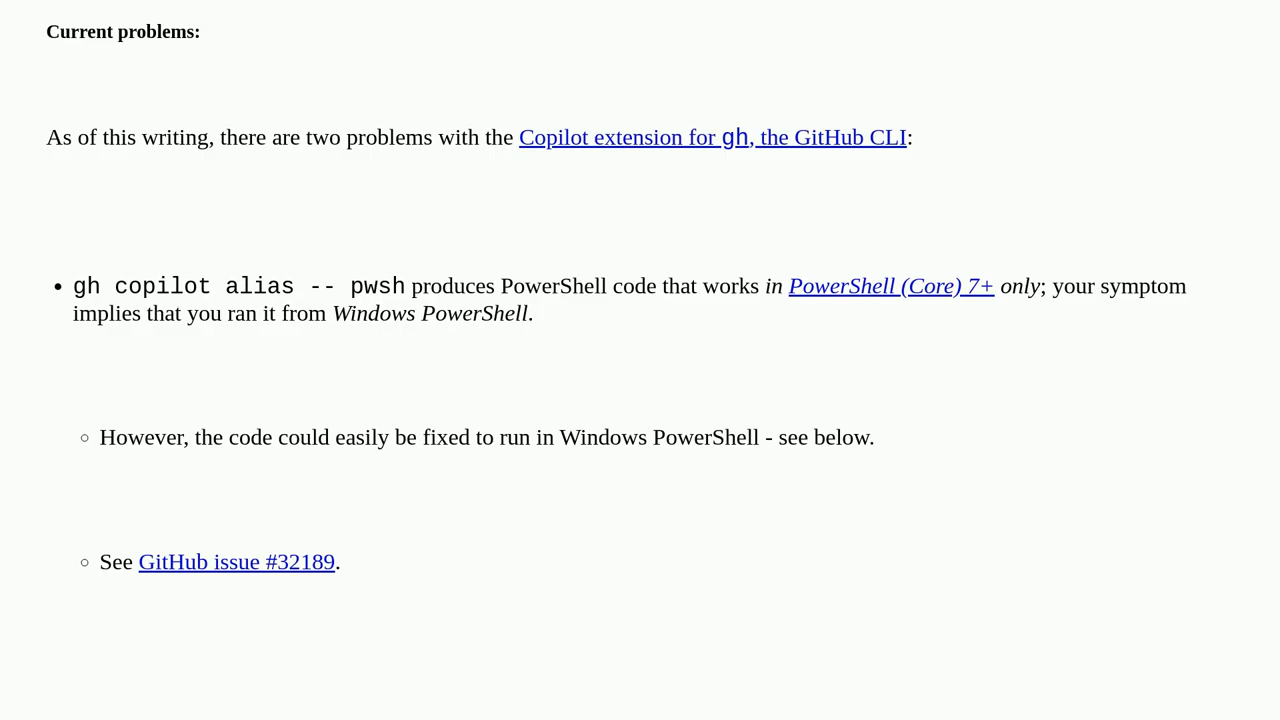 Current problems:
As of this writing, there are two problems with the Copilot extension for gh, the GitHub CLI:
• gh copilot alias -- pwsh produces PowerShell code that works in PowerShell (Core) 7+ only; your symptom
implies that you ran it from Windows PowerShell.
◦ However, the code could easily be fixed to run in Windows PowerShell - see below.
◦ See GitHub issue #32189.